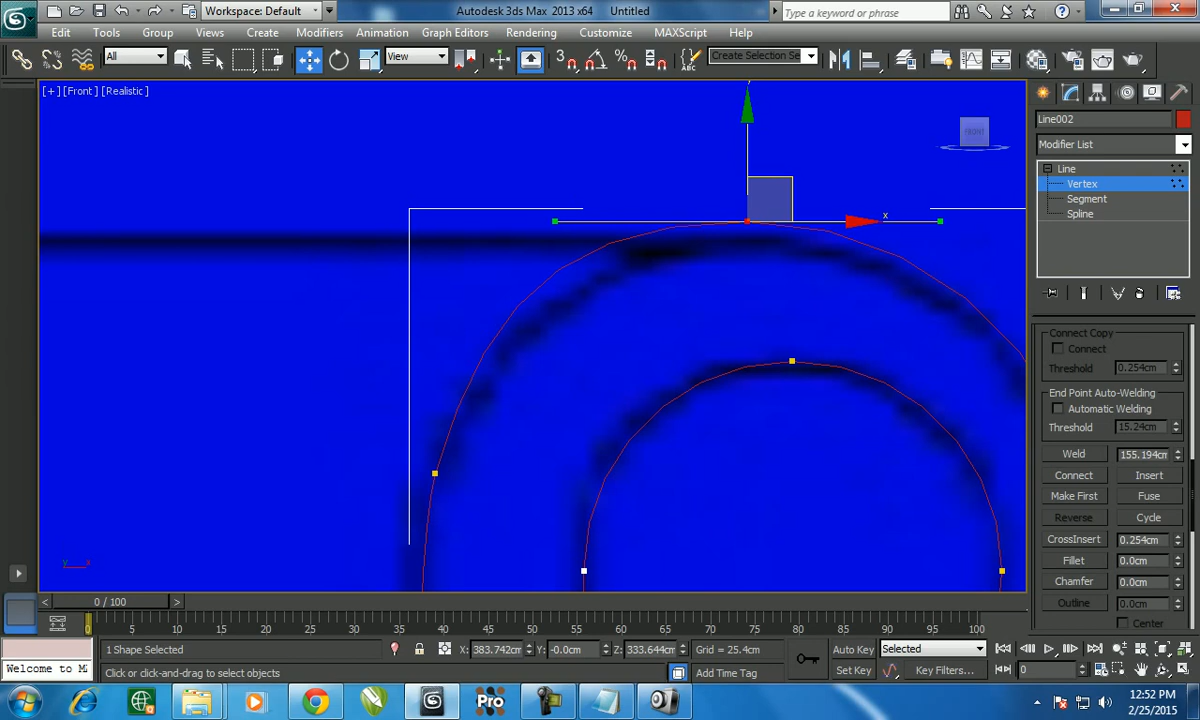 Workspace: Default
Autodesk 3ds Max 2013 x64 Untitled
Type a keyword or phrase
Edit Tools Group Views Create Modifiers Animation Graph Editors Rendering Customize MAXScript Help
All
View
3
Create Selection Se
[+] [Front] [Realistic]
FRONT
x
Line002
Modifier List
Line
Vertex
Segment
Spline
Connect Copy
Connect
Threshold 0.254cm
End Point Auto-Welding
Automatic Welding
Threshold 15.24cm
Weld 155.194cm
Connect Insert
Make First Fuse
Reverse Cycle
CrossInsert 0.254cm
Fillet 0.0cm
Chamfer 0.0cm
Outline 0.0cm
Center
y x
0 / 100
0 5 10 15 20 25 30 35 40 45 50 55 60 65 70 75 80 85 90 95 100
1 Shape Selected
X: 383.742cm Y: -0.0cm Z: 333.644cm Grid = 25.4cm
Auto Key Selected
Welcome to M
Click or click-and-drag to select objects
Add Time Tag
Set Key Key Filters... 0
Pro
12:52 PM
2/25/2015